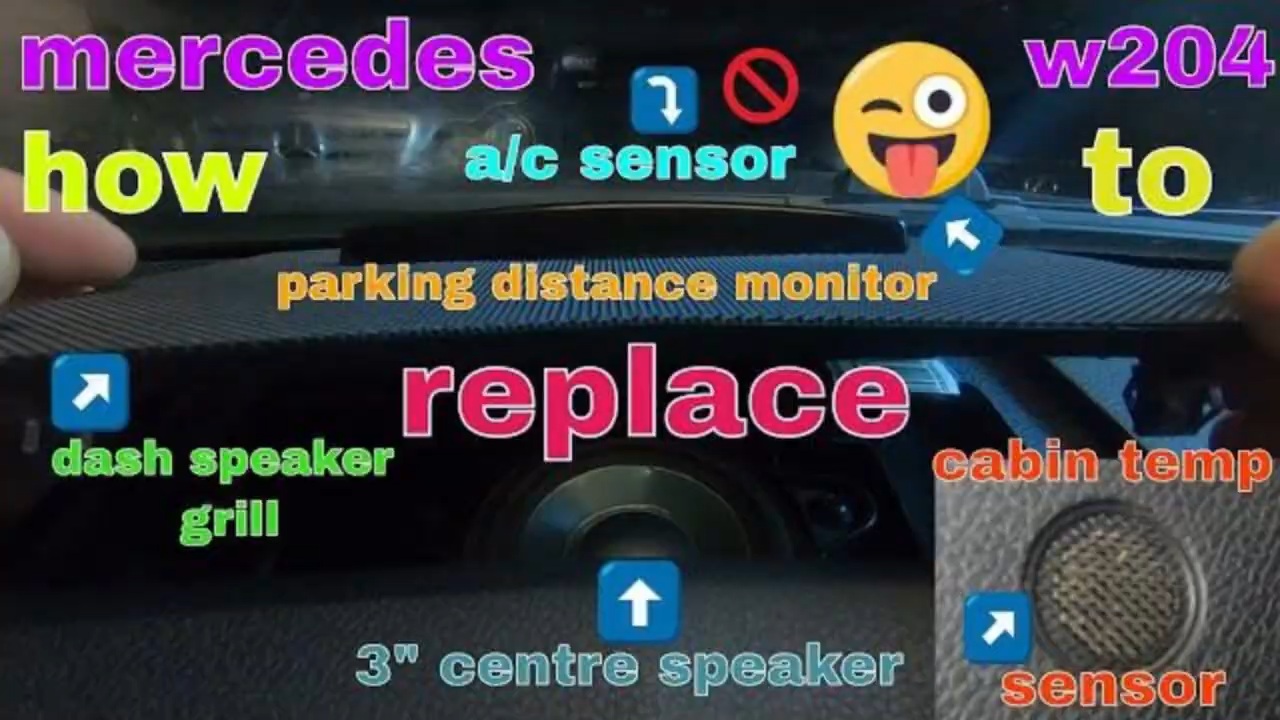 mercedes w204
how to
a/c sensor
parking distance monitor
replace
dash speaker
grill
cabin temp
sensor
3" centre speaker